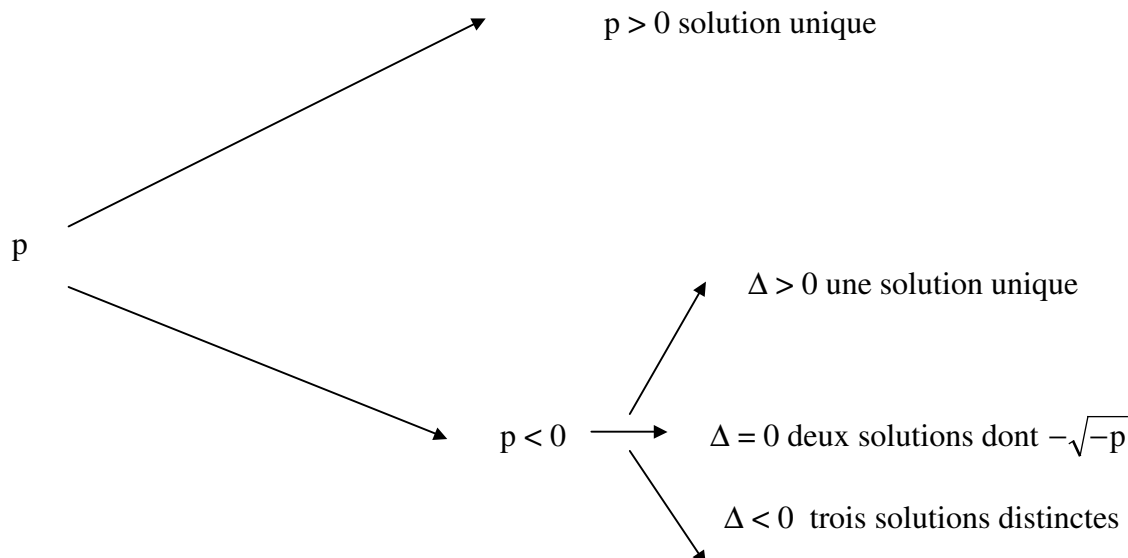 p > 0 solution unique
p
Δ > 0 une solution unique
p < 0
Δ = 0 deux solutions dont −√−p
Δ < 0 trois solutions distinctes